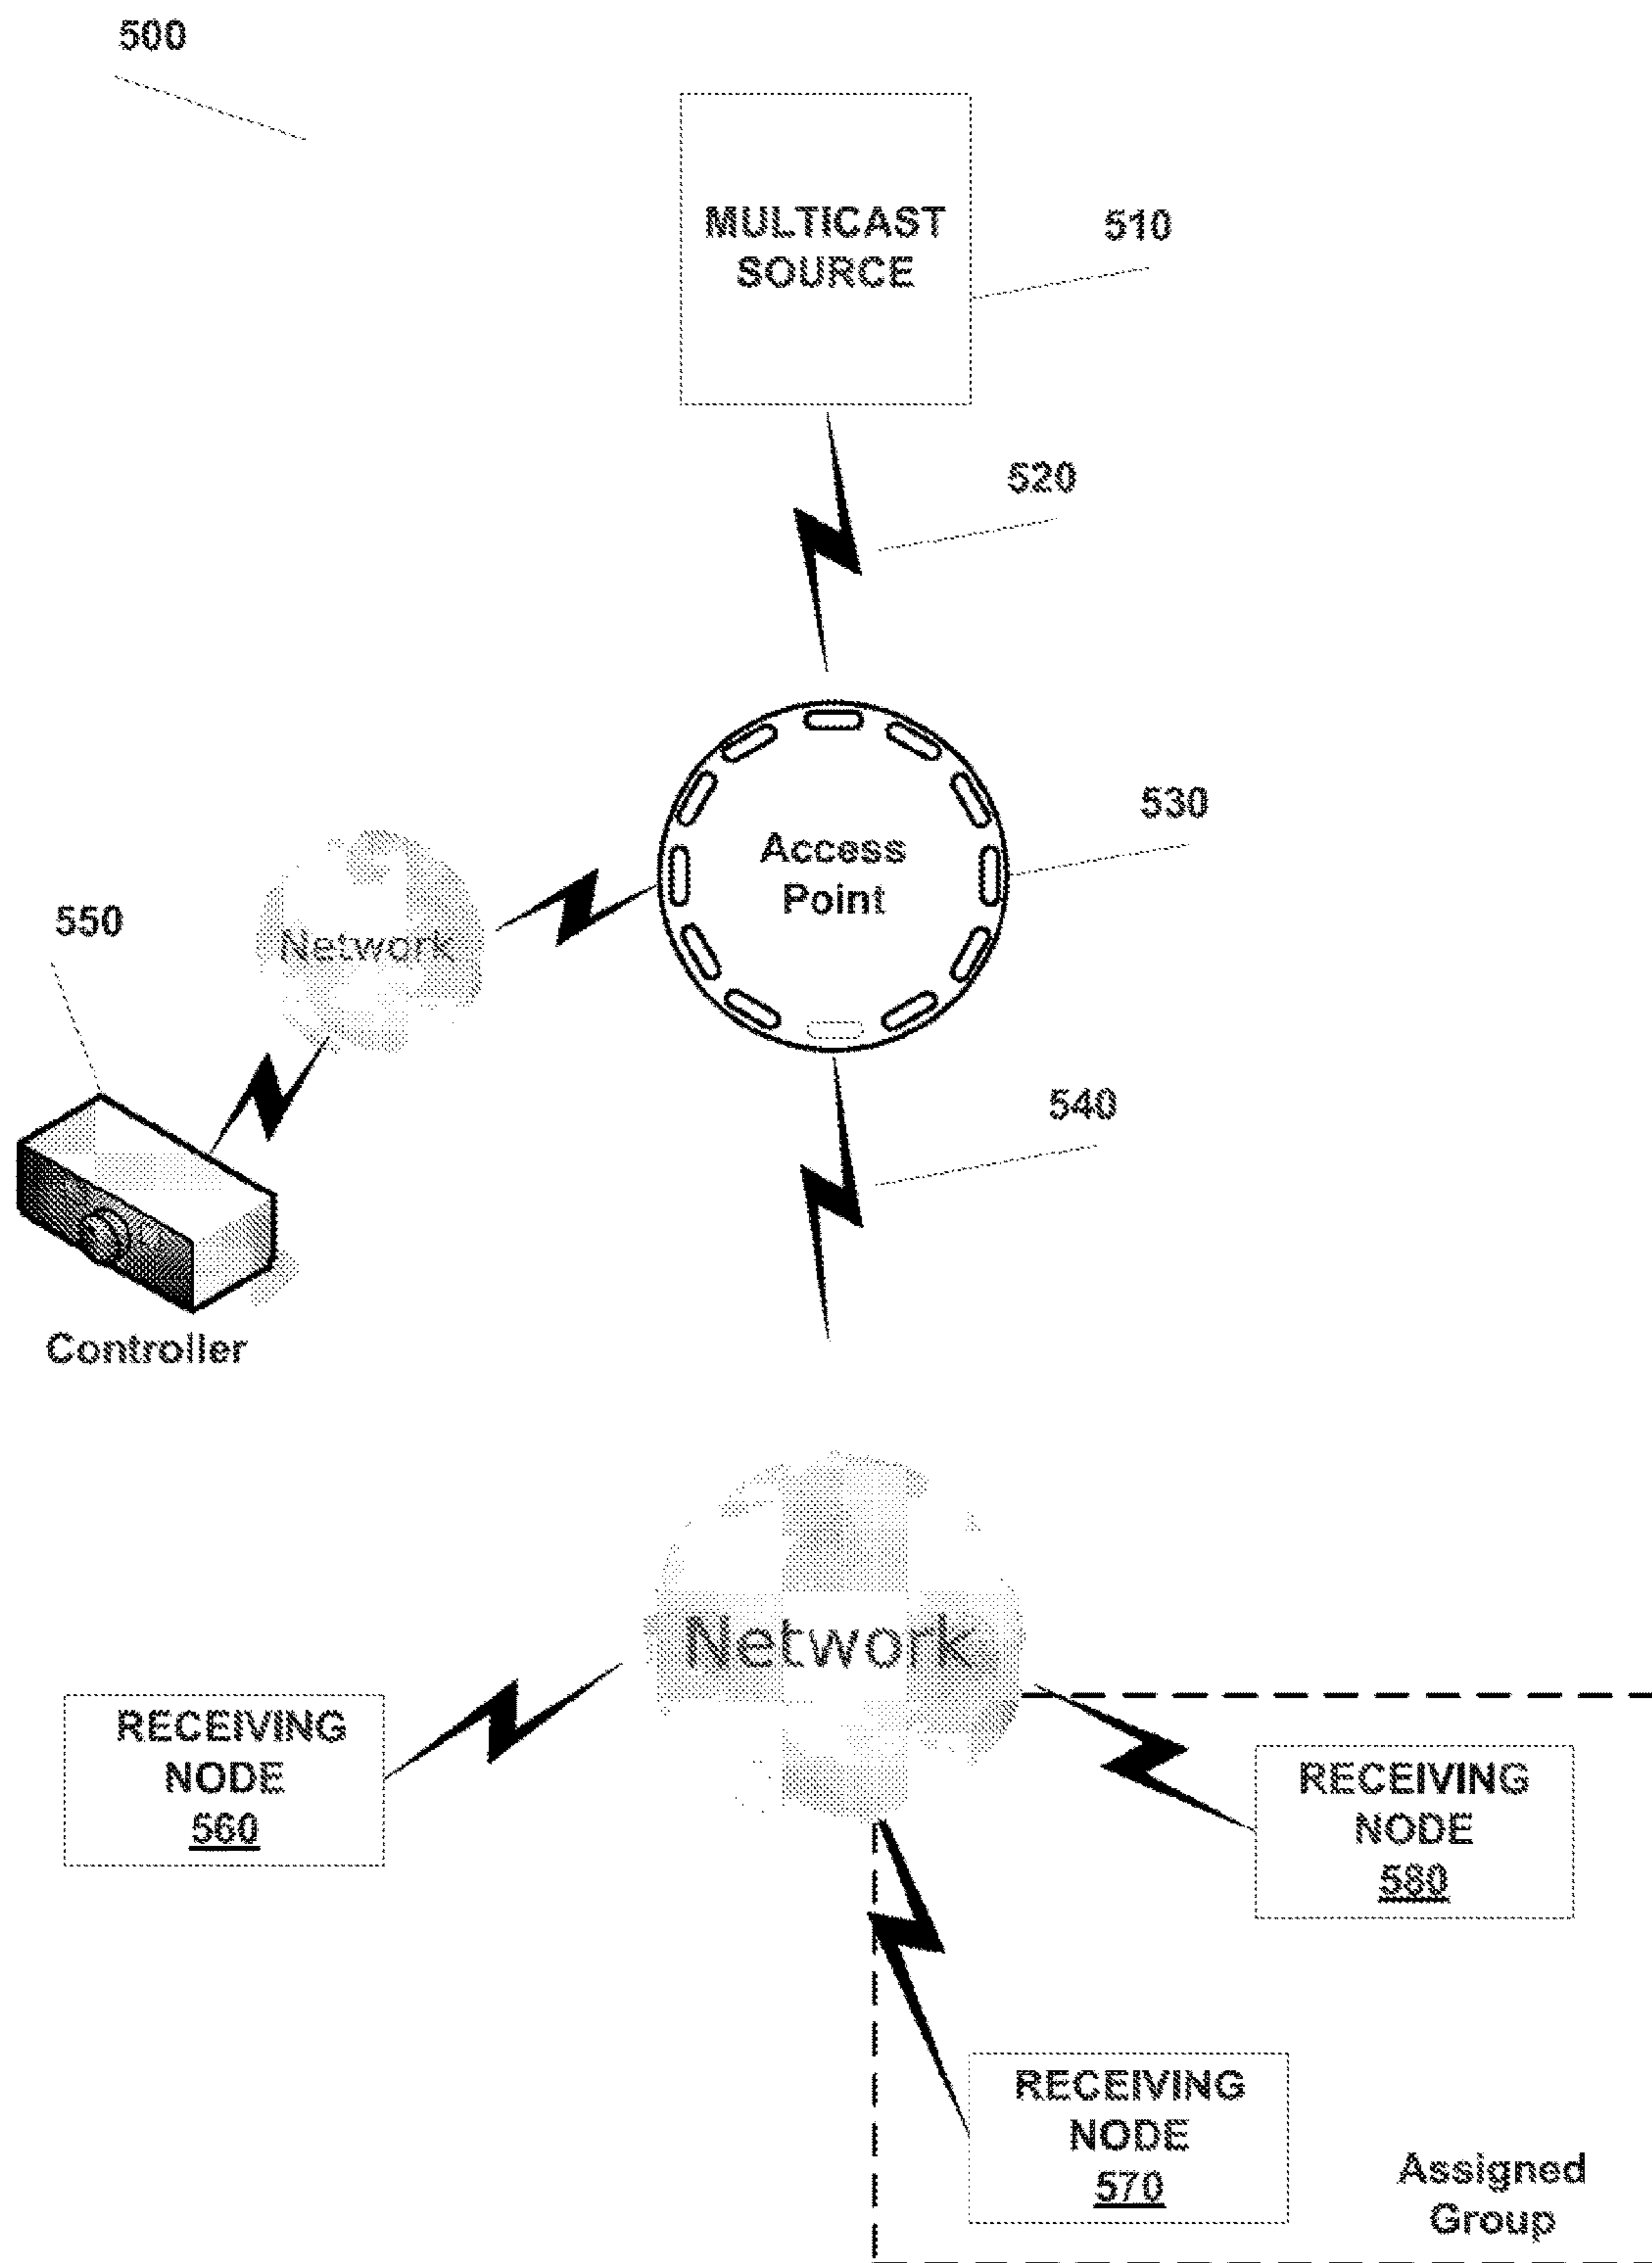 500
MULTICAST
SOURCE
510
520
530
Access
Point
Network
550
540
Controller
Network
RECEIVING
NODE
560
RECEIVING
NODE
580
RECEIVING
NODE
570
Assigned
Group